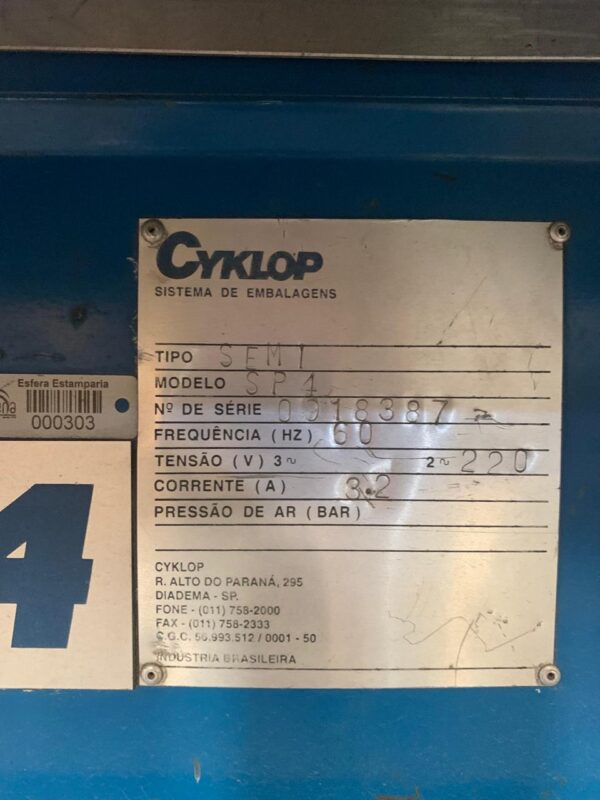 CYKLOP
SISTEMA DE EMBALAGENS
TIPO SEMI
MODELO SP4
Nº DE SÉRIE 0918387
FREQUÊNCIA (HZ) 60
TENSÃO (V) 3~ 2~ 220
CORRENTE (A) 3.2
PRESSÃO DE AR (BAR)
CYKLOP
R. ALTO DO PARANÁ, 295
DIADEMA - SP.
FONE - (011) 758-2000
FAX - (011) 758-2333
C.G.C. 56.993.512 / 0001 - 50
INDÚSTRIA BRASILEIRA
Esfera Estamparia
000303
4